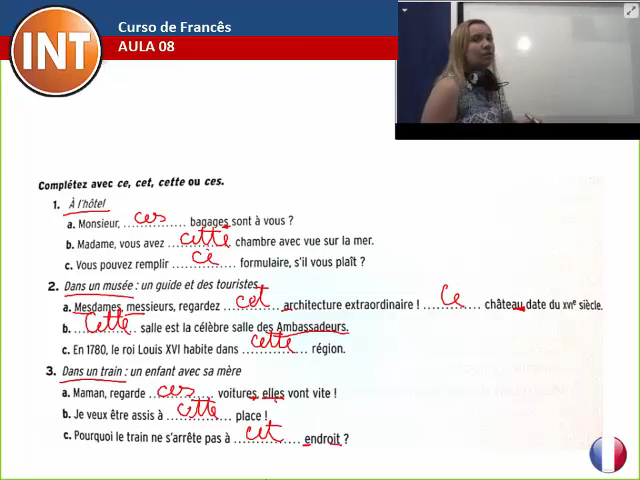 INT
Curso de Francês
AULA 08
Complétez avec ce, cet, cette ou ces.
1. À l'hôtel
a. Monsieur, ces bagages sont à vous ?
b. Madame, vous avez cette chambre avec vue sur la mer.
c. Vous pouvez remplir ce formulaire, s'il vous plaît ?
2. Dans un musée : un guide et des touristes
a. Mesdames, messieurs, regardez cet architecture extraordinaire ! Ce château date du XVIe siècle.
b. Cette salle est la célèbre salle des Ambassadeurs.
c. En 1780, le roi Louis XVI habite dans cette région.
3. Dans un train : un enfant avec sa mère
a. Maman, regarde ces voitures, elles vont vite !
b. Je veux être assis à cette place !
c. Pourquoi le train ne s'arrête pas à cet endroit ?